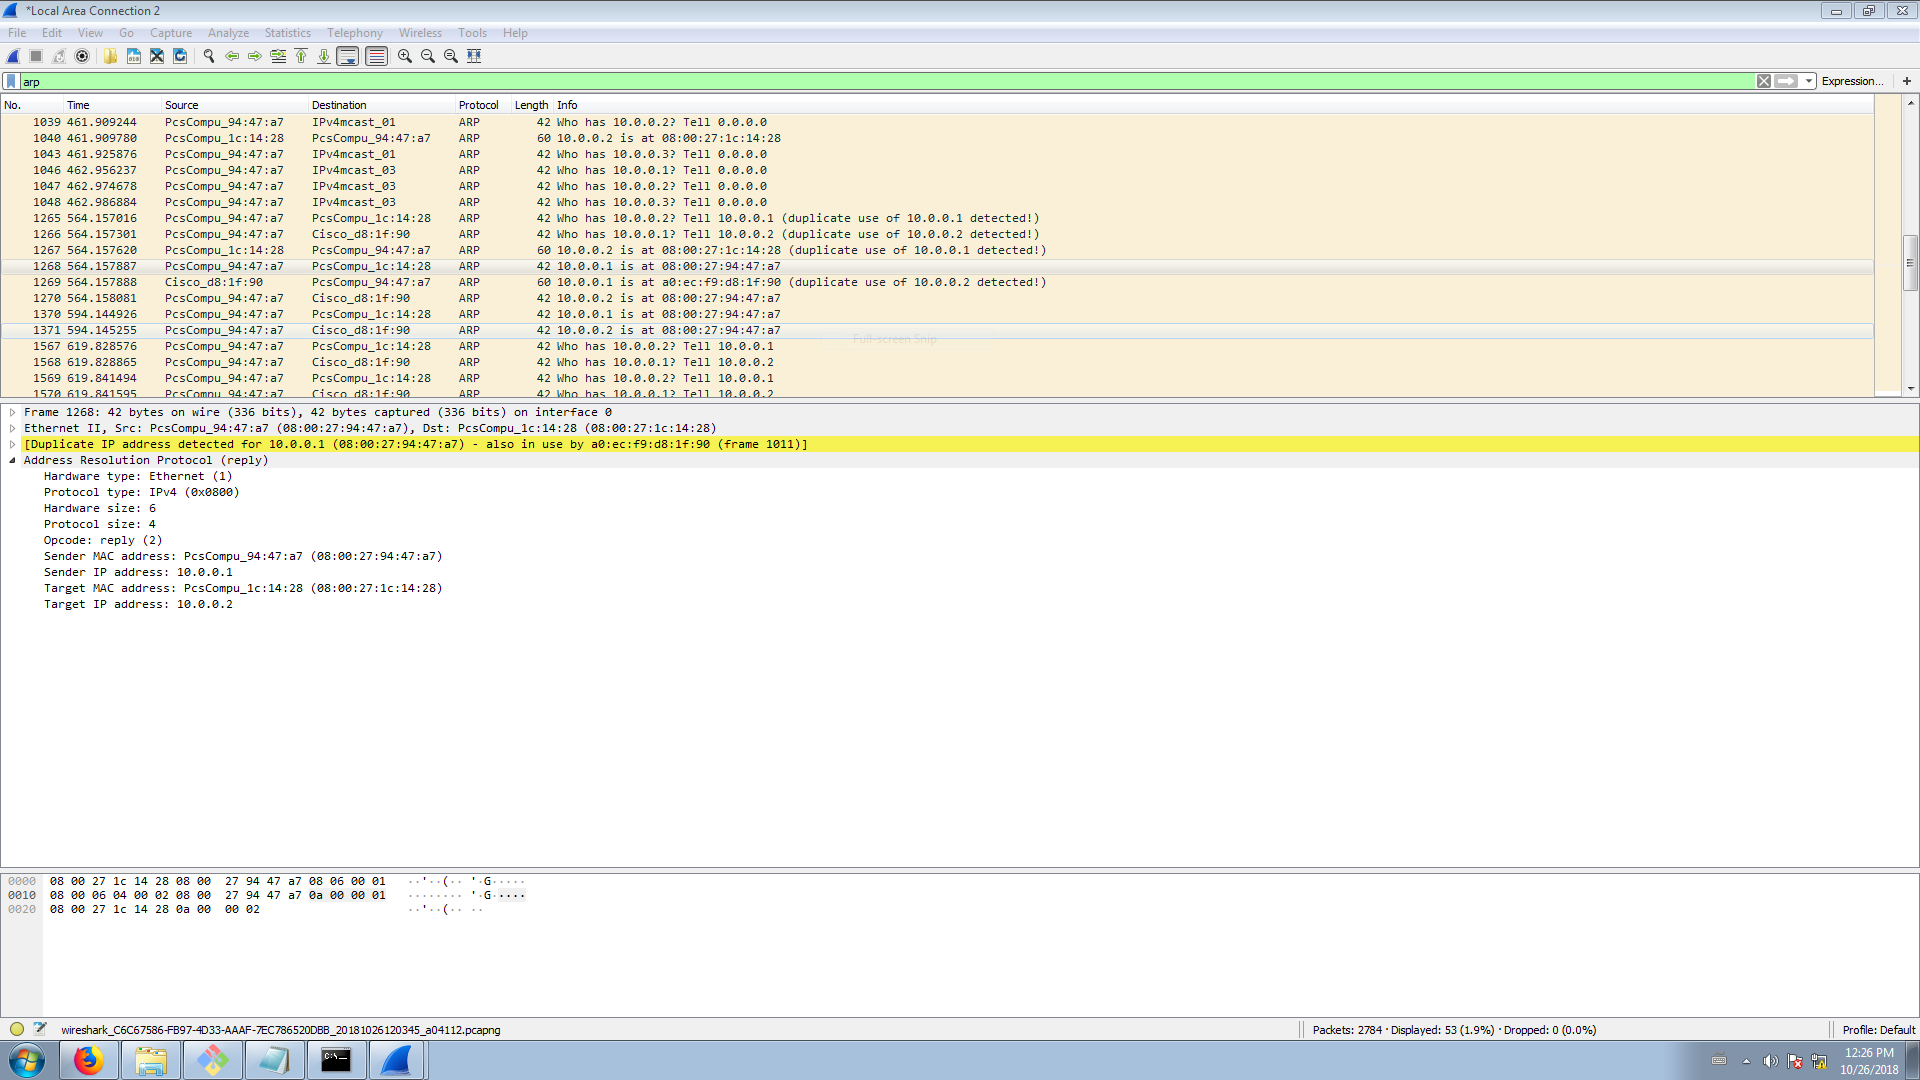 *Local Area Connection 2
File Edit View Go Capture Analyze Statistics Telephony Wireless Tools Help
arp
Expression... +
No. Time Source Destination Protocol Length Info
1039 461.909244 PcsCompu_94:47:a7 IPv4mcast_01 ARP 42 Who has 10.0.0.2? Tell 0.0.0.0
1040 461.909780 PcsCompu_1c:14:28 PcsCompu_94:47:a7 ARP 60 10.0.0.2 is at 08:00:27:1c:14:28
1043 461.925876 PcsCompu_94:47:a7 IPv4mcast_01 ARP 42 Who has 10.0.0.3? Tell 0.0.0.0
1046 462.956237 PcsCompu_94:47:a7 IPv4mcast_03 ARP 42 Who has 10.0.0.1? Tell 0.0.0.0
1047 462.974678 PcsCompu_94:47:a7 IPv4mcast_03 ARP 42 Who has 10.0.0.2? Tell 0.0.0.0
1048 462.986884 PcsCompu_94:47:a7 IPv4mcast_03 ARP 42 Who has 10.0.0.3? Tell 0.0.0.0
1265 564.157016 PcsCompu_94:47:a7 PcsCompu_1c:14:28 ARP 42 Who has 10.0.0.2? Tell 10.0.0.1 (duplicate use of 10.0.0.1 detected!)
1266 564.157301 PcsCompu_94:47:a7 Cisco_d8:1f:90 ARP 42 Who has 10.0.0.1? Tell 10.0.0.2 (duplicate use of 10.0.0.2 detected!)
1267 564.157620 PcsCompu_1c:14:28 PcsCompu_94:47:a7 ARP 60 10.0.0.2 is at 08:00:27:1c:14:28 (duplicate use of 10.0.0.1 detected!)
1268 564.157887 PcsCompu_94:47:a7 PcsCompu_1c:14:28 ARP 42 10.0.0.1 is at 08:00:27:94:47:a7
1269 564.157888 Cisco_d8:1f:90 PcsCompu_94:47:a7 ARP 60 10.0.0.1 is at a0:ec:f9:d8:1f:90 (duplicate use of 10.0.0.2 detected!)
1270 564.158081 PcsCompu_94:47:a7 Cisco_d8:1f:90 ARP 42 10.0.0.2 is at 08:00:27:94:47:a7
1370 594.144926 PcsCompu_94:47:a7 PcsCompu_1c:14:28 ARP 42 10.0.0.1 is at 08:00:27:94:47:a7
1371 594.145255 PcsCompu_94:47:a7 Cisco_d8:1f:90 ARP 42 10.0.0.2 is at 08:00:27:94:47:a7
Full-screen Snip
1567 619.828576 PcsCompu_94:47:a7 PcsCompu_1c:14:28 ARP 42 Who has 10.0.0.2? Tell 10.0.0.1
1568 619.828865 PcsCompu_94:47:a7 Cisco_d8:1f:90 ARP 42 Who has 10.0.0.1? Tell 10.0.0.2
1569 619.841494 PcsCompu_94:47:a7 PcsCompu_1c:14:28 ARP 42 Who has 10.0.0.2? Tell 10.0.0.1
1570 619.841595 PcsCompu_94:47:a7 Cisco_d8:1f:90 ARP 42 Who has 10.0.0.1? Tell 10.0.0.2
Frame 1268: 42 bytes on wire (336 bits), 42 bytes captured (336 bits) on interface 0
Ethernet II, Src: PcsCompu_94:47:a7 (08:00:27:94:47:a7), Dst: PcsCompu_1c:14:28 (08:00:27:1c:14:28)
[Duplicate IP address detected for 10.0.0.1 (08:00:27:94:47:a7) - also in use by a0:ec:f9:d8:1f:90 (frame 1011)]
Address Resolution Protocol (reply)
Hardware type: Ethernet (1)
Protocol type: IPv4 (0x0800)
Hardware size: 6
Protocol size: 4
Opcode: reply (2)
Sender MAC address: PcsCompu_94:47:a7 (08:00:27:94:47:a7)
Sender IP address: 10.0.0.1
Target MAC address: PcsCompu_1c:14:28 (08:00:27:1c:14:28)
Target IP address: 10.0.0.2
0000 08 00 27 1c 14 28 08 00 27 94 47 a7 08 06 00 01 ··'··(·· '·G·····
0010 08 00 06 04 00 02 08 00 27 94 47 a7 0a 00 00 01 ········ '·G·····
0020 08 00 27 1c 14 28 0a 00 00 02 ··'··(·· ··
wireshark_C6C67586-FB97-4D33-AAAF-7EC786520DBB_20181026120345_a04112.pcapng
Packets: 2784 · Displayed: 53 (1.9%) · Dropped: 0 (0.0%)
Profile: Default
C:\._
12:26 PM
10/26/2018